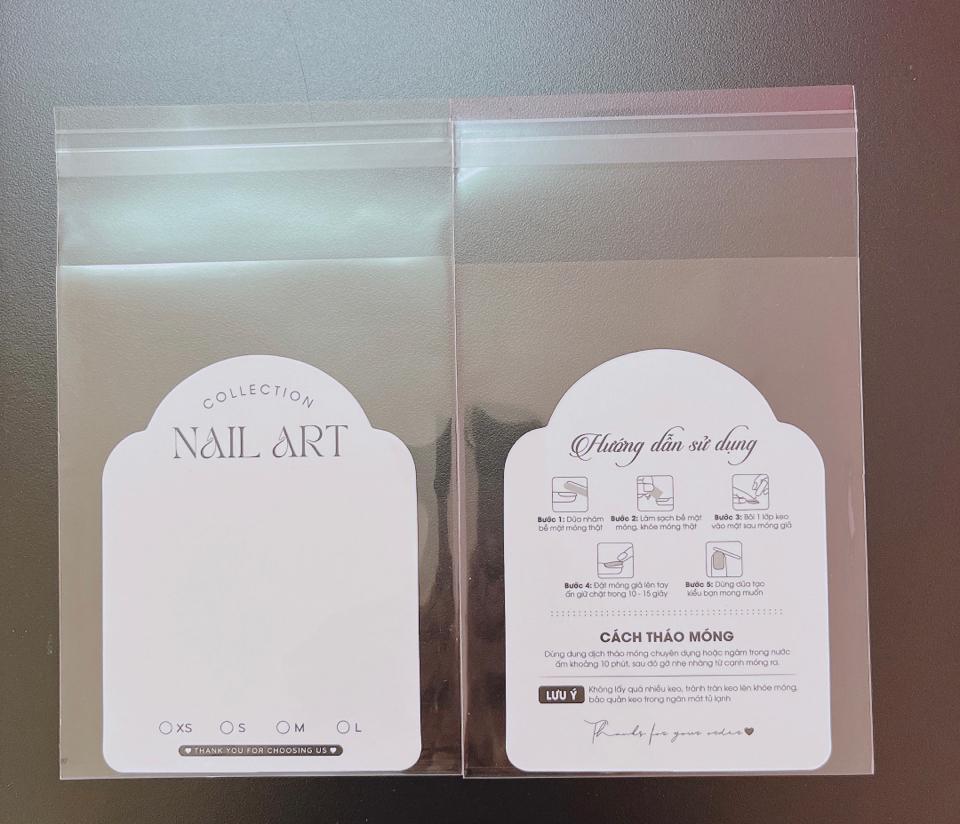 COLLECTION
NAIL ART
XS S M L
THANK YOU FOR CHOOSING US
Hướng dẫn sử dụng
Bước 1: Dũa nhám
bề mặt móng thật
Bước 2: Làm sạch bề mặt
móng, khóe móng thật
Bước 3: Bôi 1 lớp keo
vào mặt sau móng giả
Bước 4: Đặt móng giả lên tay
ấn giữ chặt trong 10 - 15 giây
Bước 5: Dùng dũa tạo
kiểu bạn mong muốn
CÁCH THÁO MÓNG
Dùng dung dịch tháo móng chuyên dụng hoặc ngâm trong nước
ấm khoảng 10 phút, sau đó gỡ nhẹ nhàng từ cạnh móng ra.
LƯU Ý
Không lấy quá nhiều keo, tránh tràn keo lên khóe móng,
bảo quản keo trong ngăn mát tủ lạnh
Thanks for your order